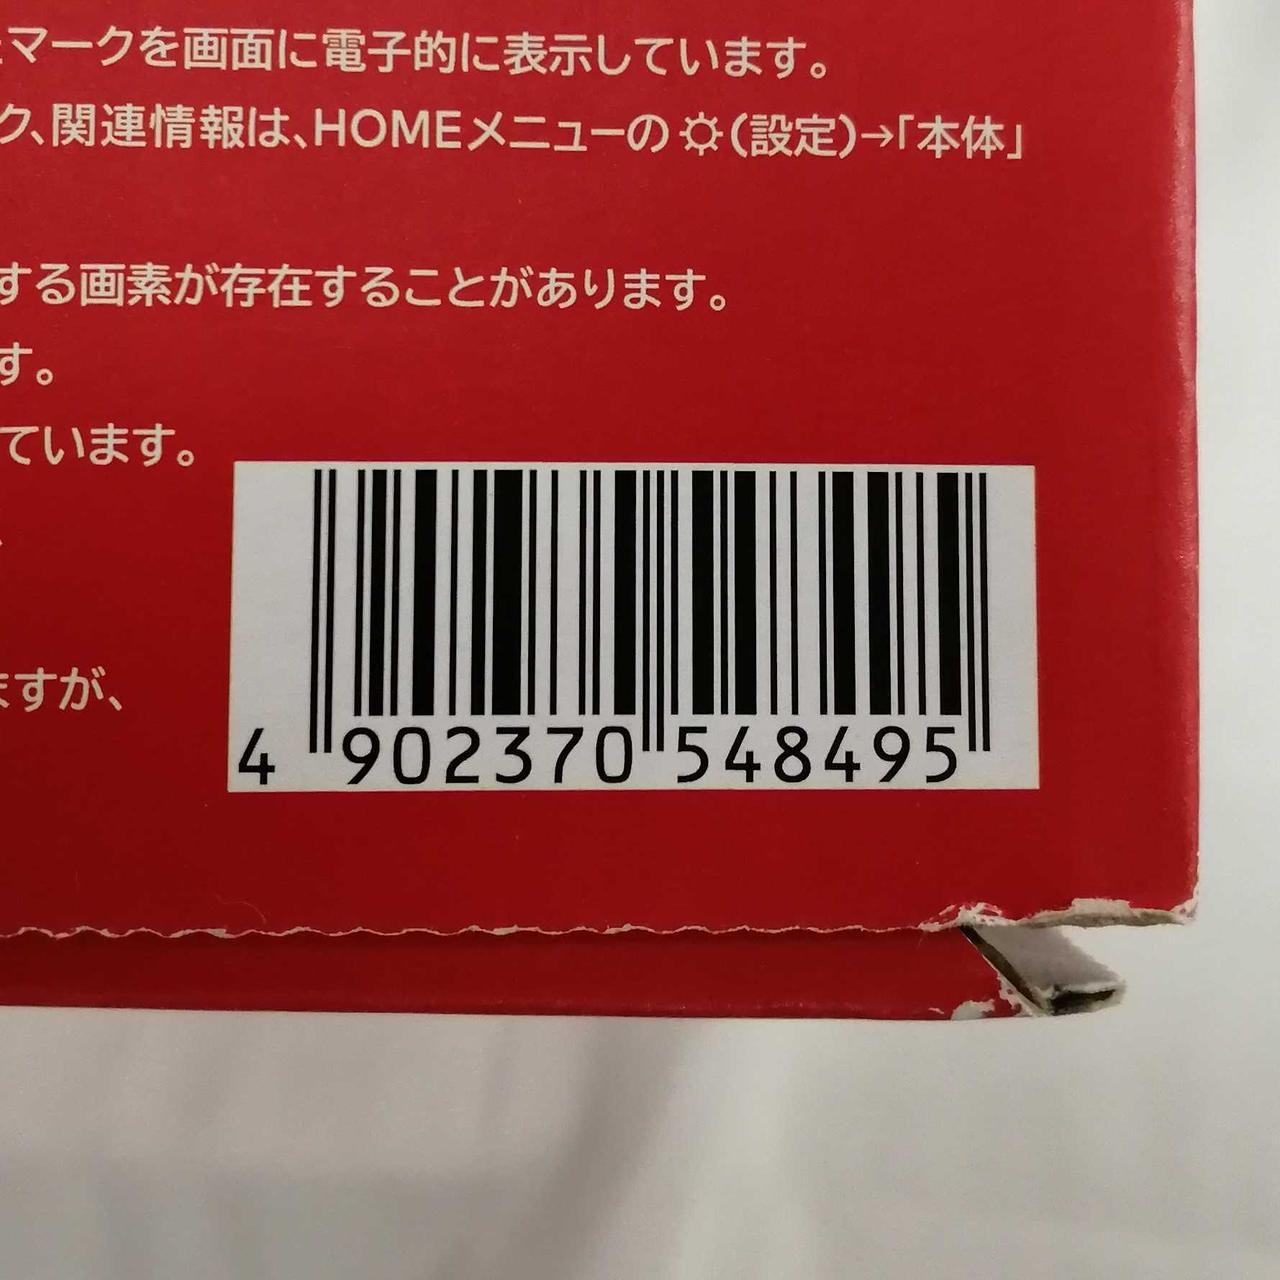 マークを画面に電子的に表示しています。
ク、関連情報は、HOMEメニューの(設定)→「本体」
する画素が存在することがあります。
す。
ています。
ますが、
4 902370 548495